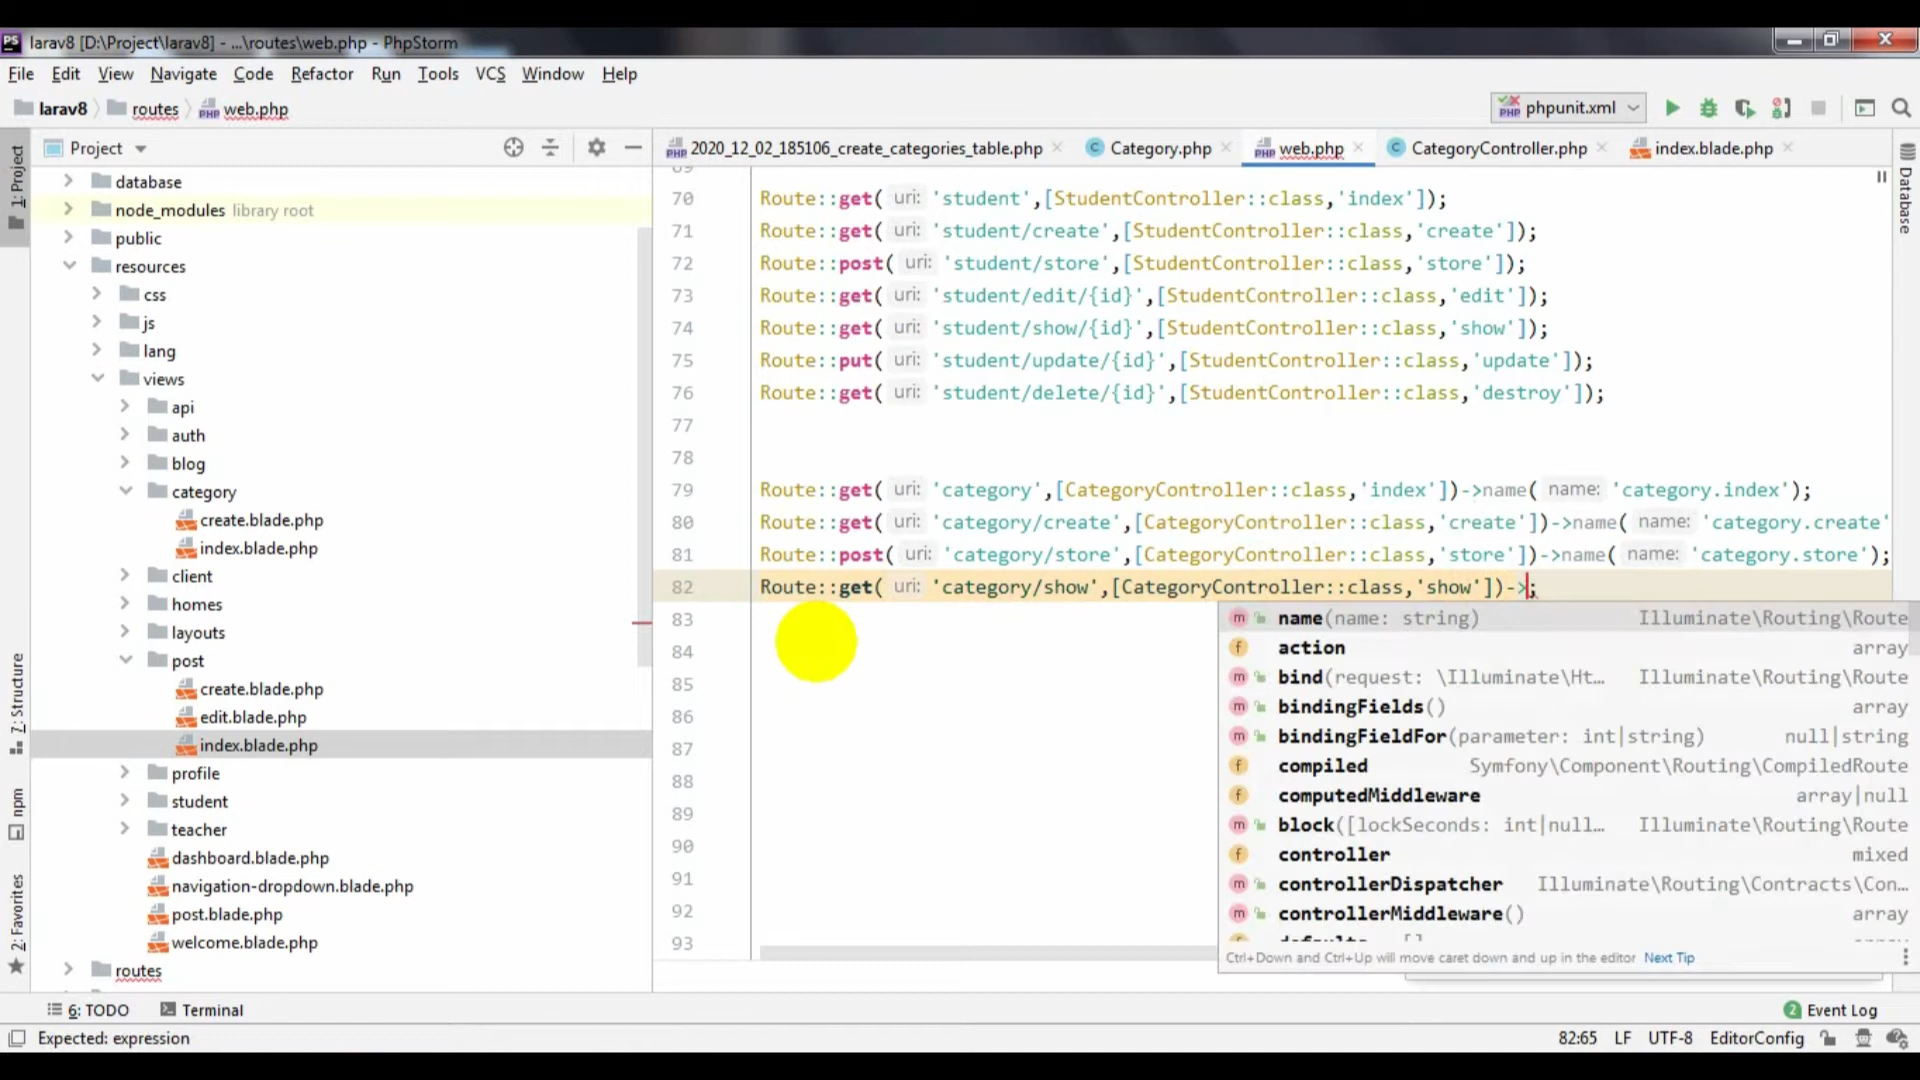 larav8 [D:\Project\larav8] - ...\routes\web.php - PhpStorm
File Edit View Navigate Code Refactor Run Tools VCS Window Help
larav8 routes web.php phpunit.xml
Project
2020_12_02_185106_create_categories_table.php Category.php web.php CategoryController.php index.blade.php
1: Project
Database
database
node_modules library root
public
resources
css
js
lang
views
api
auth
blog
category
create.blade.php
index.blade.php
client
homes
layouts
post
create.blade.php
edit.blade.php
index.blade.php
profile
student
teacher
dashboard.blade.php
navigation-dropdown.blade.php
post.blade.php
welcome.blade.php
routes
7: Structure
npm
2: Favorites
69
70 Route::get( uri: 'student',[StudentController::class,'index']);
71 Route::get( uri: 'student/create',[StudentController::class,'create']);
72 Route::post( uri: 'student/store',[StudentController::class,'store']);
73 Route::get( uri: 'student/edit/{id}',[StudentController::class,'edit']);
74 Route::get( uri: 'student/show/{id}',[StudentController::class,'show']);
75 Route::put( uri: 'student/update/{id}',[StudentController::class,'update']);
76 Route::get( uri: 'student/delete/{id}',[StudentController::class,'destroy']);
77
78
79 Route::get( uri: 'category',[CategoryController::class,'index'])->name( name: 'category.index');
80 Route::get( uri: 'category/create',[CategoryController::class,'create'])->name( name: 'category.create'
81 Route::post( uri: 'category/store',[CategoryController::class,'store'])->name( name: 'category.store');
82 Route::get( uri: 'category/show',[CategoryController::class,'show'])->;
83
84
85
86
87
88
89
90
91
92
93
name(name: string) Illuminate\Routing\Route
action array
bind(request: \Illuminate\Ht... Illuminate\Routing\Route
bindingFields() array
bindingFieldFor(parameter: int|string) null|string
compiled Symfony\Component\Routing\CompiledRoute
computedMiddleware array|null
block([lockSeconds: int|null... Illuminate\Routing\Route
controller mixed
controllerDispatcher Illuminate\Routing\Contracts\Con...
controllerMiddleware() array
Ctrl+Down and Ctrl+Up will move caret down and up in the editor Next Tip
6: TODO Terminal 2 Event Log
Expected: expression 82:65 LF UTF-8 EditorConfig